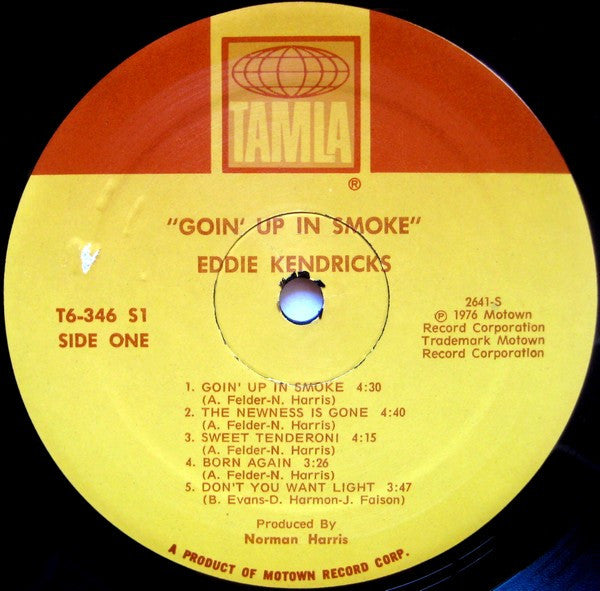 TAMLA
®
"GOIN' UP IN SMOKE"
EDDIE KENDRICKS
T6-346 S1
SIDE ONE
2641-S
℗ 1976 Motown
Record Corporation
Trademark Motown
Record Corporation
1. GOIN' UP IN SMOKE 4:30
(A. Felder-N. Harris)
2. THE NEWNESS IS GONE 4:40
(A. Felder-N. Harris)
3. SWEET TENDERONI 4:15
(A. Felder-N. Harris)
4. BORN AGAIN 3:26
(A. Felder-N. Harris)
5. DON'T YOU WANT LIGHT 3:47
(B. Evans-D. Harmon-J. Faison)
Produced By
Norman Harris
A PRODUCT OF MOTOWN RECORD CORP.